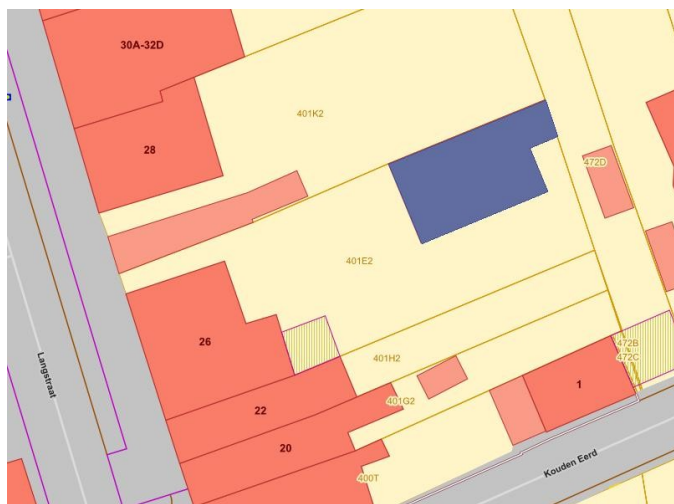 30A-32D
401K2
28
472D
401E2
26
472B
472C
401H2
Langstraat
1
22
401G2
20
Kouden Eerd
400T